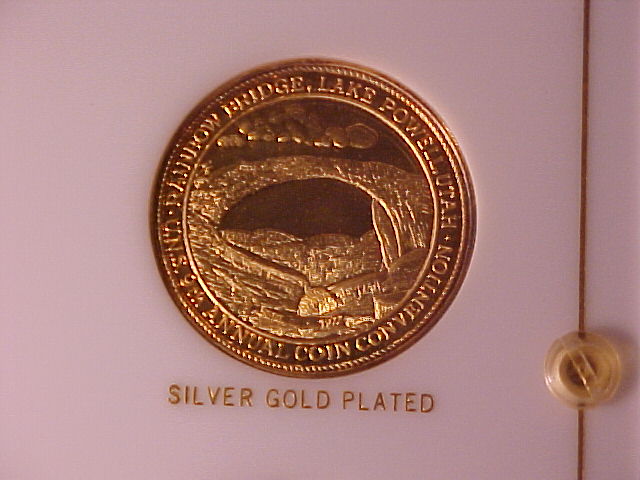 RAINBOW BRIDGE, LAKE POWELL, UTAH
U.N.S. ANNUAL COIN CONVENTION
SILVER GOLD PLATED